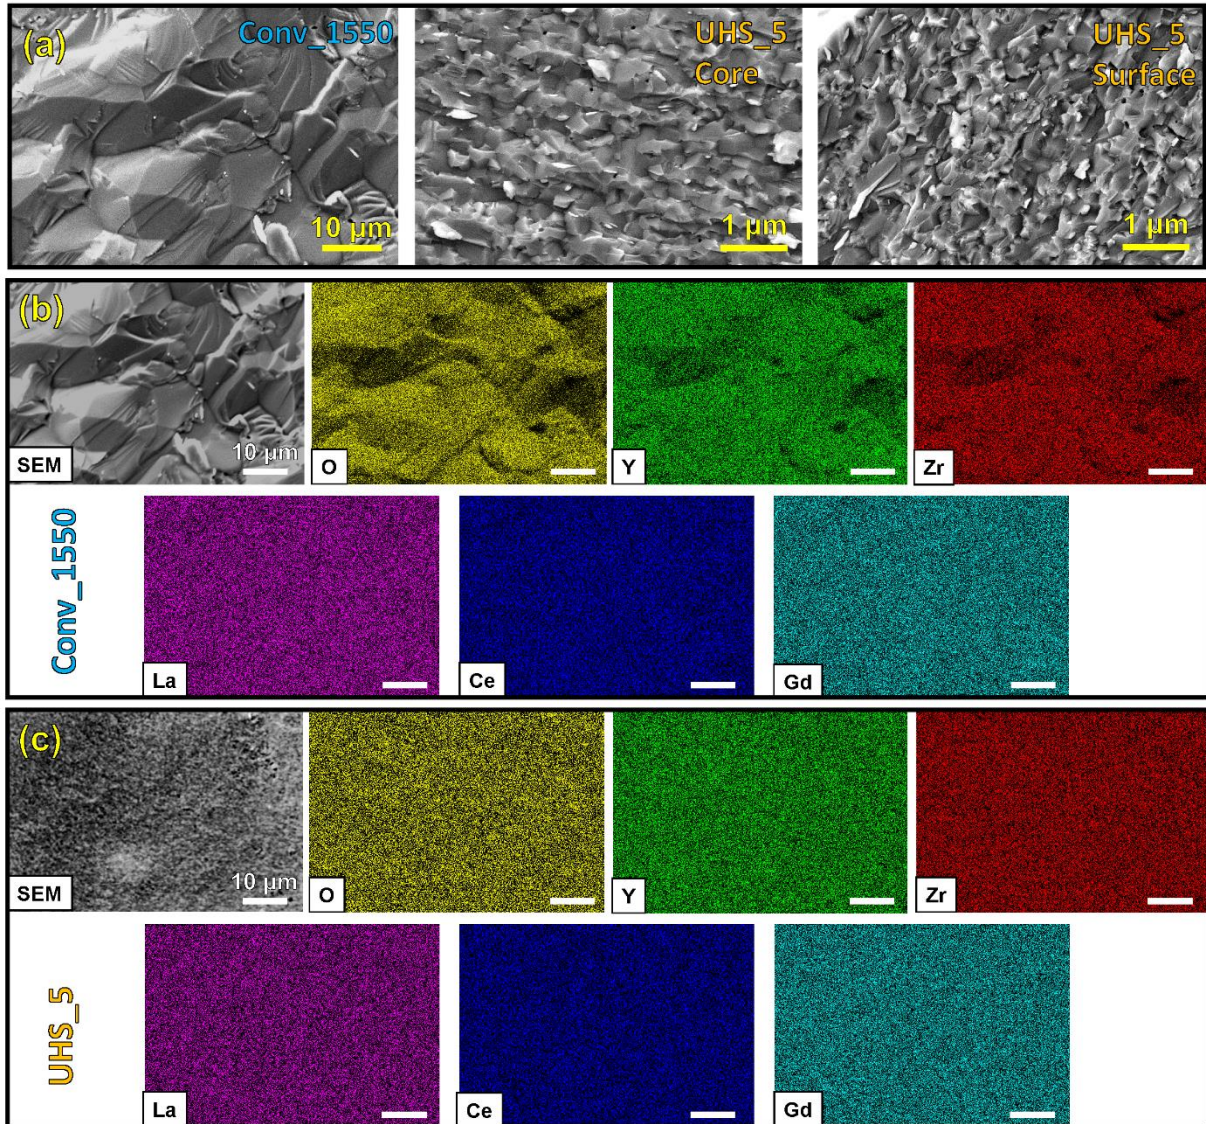 (a)
Conv_1550
UHS_5
Core
UHS_5
Surface
10 µm
1 µm
1 µm
(b)
10 µm
SEM
O
Y
Zr
Conv_1550
La
Ce
Gd
(c)
10 µm
SEM
O
Y
Zr
UHS_5
La
Ce
Gd